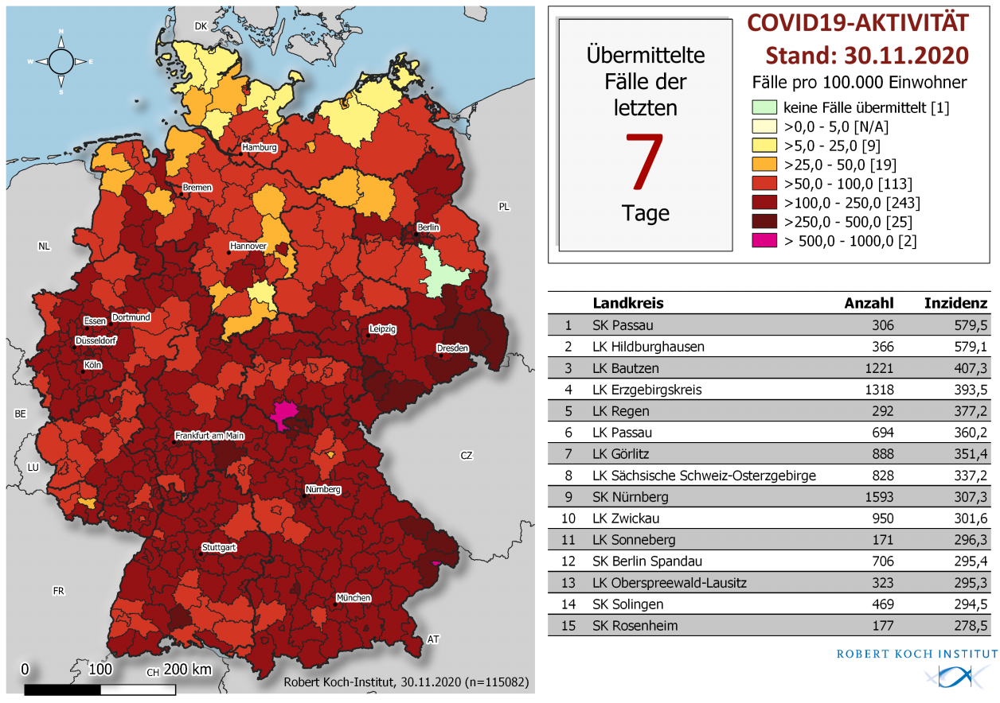 N
W E
S
DK
PL
NL
BE
LU
FR
CH
AT
CZ
Hamburg
Bremen
Berlin
Hannover
Essen
Dortmund
Düsseldorf
Köln
Leipzig
Dresden
Frankfurt am Main
Nürnberg
Stuttgart
München
0 100 200 km
Robert Koch-Institut, 30.11.2020 (n=115082)
Übermittelte
Fälle der
letzten
7
Tage
COVID19-AKTIVITÄT
Stand: 30.11.2020
Fälle pro 100.000 Einwohner
keine Fälle übermittelt [1]
>0,0 - 5,0 [N/A]
>5,0 - 25,0 [9]
>25,0 - 50,0 [19]
>50,0 - 100,0 [113]
>100,0 - 250,0 [243]
>250,0 - 500,0 [25]
> 500,0 - 1000,0 [2]
Landkreis Anzahl Inzidenz
1 SK Passau 306 579,5
2 LK Hildburghausen 366 579,1
3 LK Bautzen 1221 407,3
4 LK Erzgebirgskreis 1318 393,5
5 LK Regen 292 377,2
6 LK Passau 694 360,2
7 LK Görlitz 888 351,4
8 LK Sächsische Schweiz-Osterzgebirge 828 337,2
9 SK Nürnberg 1593 307,3
10 LK Zwickau 950 301,6
11 LK Sonneberg 171 296,3
12 SK Berlin Spandau 706 295,4
13 LK Oberspreewald-Lausitz 323 295,3
14 SK Solingen 469 294,5
15 SK Rosenheim 177 278,5
ROBERT KOCH INSTITUT